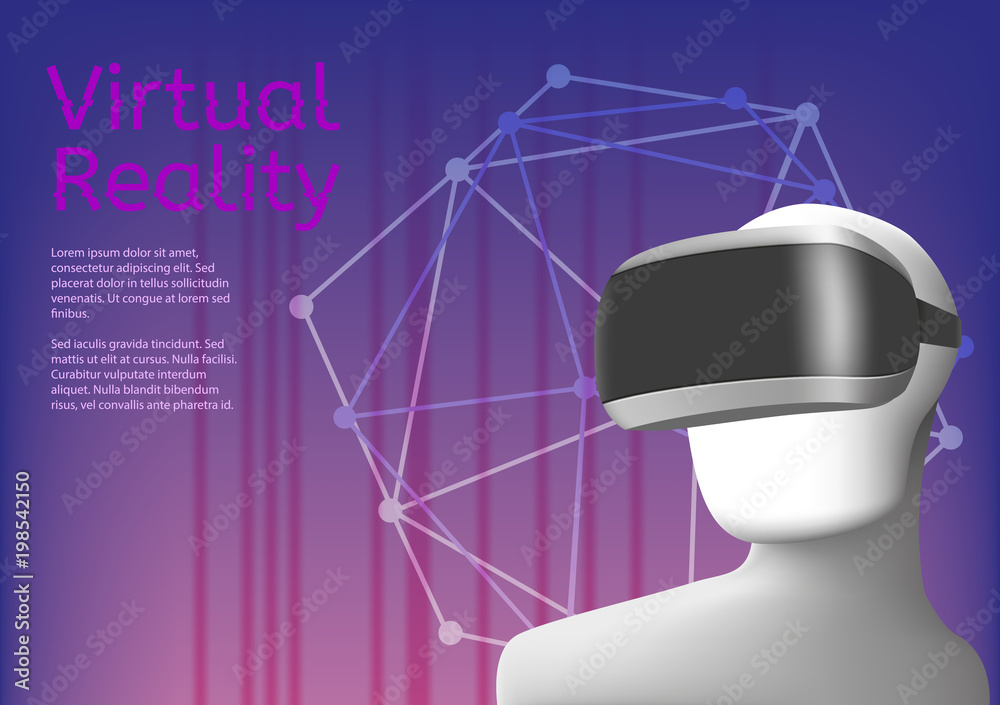 Virtual
Reality
Lorem ipsum dolor sit amet,
consectetur adipiscing elit. Sed
placerat dolor in tellus sollicitudin
venenatis. Ut congue at lorem sed
finibus.
Sed iaculis gravida tincidunt. Sed
mattis ut at cursus. Nulla facilisi.
Curabitur vulputate interdum
aliquet. Nulla blandit bibendum
risus, vel convallis ante pharetra id.
Adobe Stock | #198542150